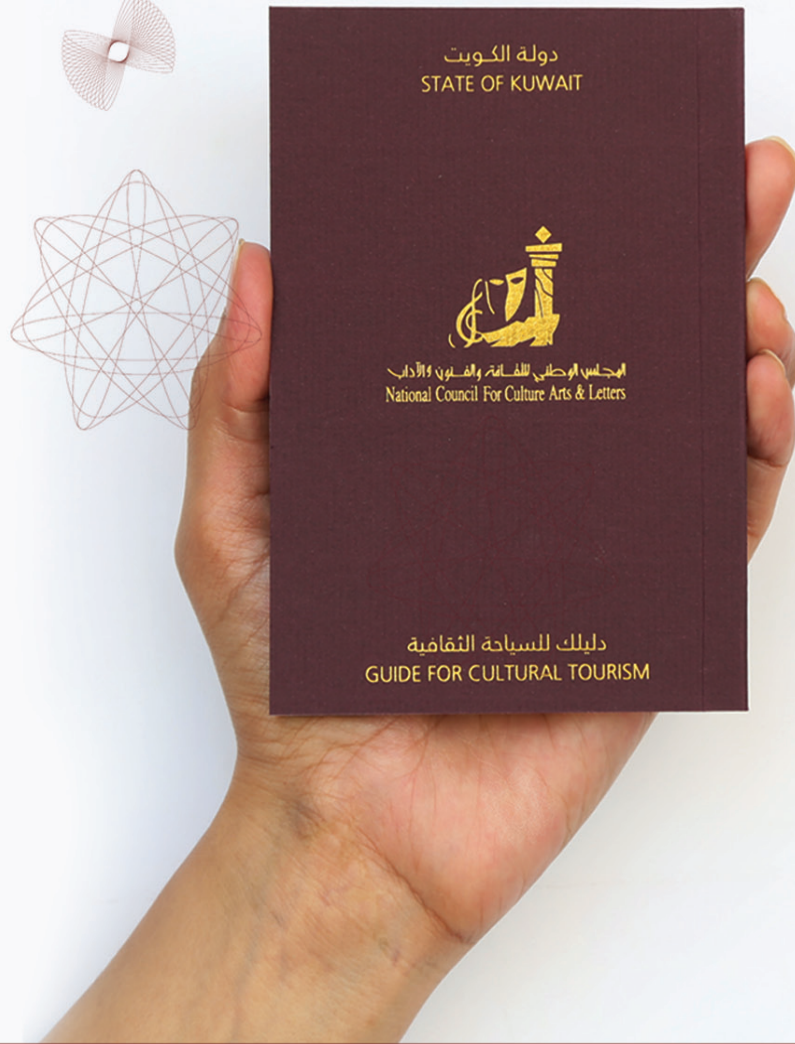 دولة الكويت
STATE OF KUWAIT
المجلس الوطني للثقافة والفنون والآداب
National Council For Culture Arts & Letters
دليلك للسياحة الثقافية
GUIDE FOR CULTURAL TOURISM